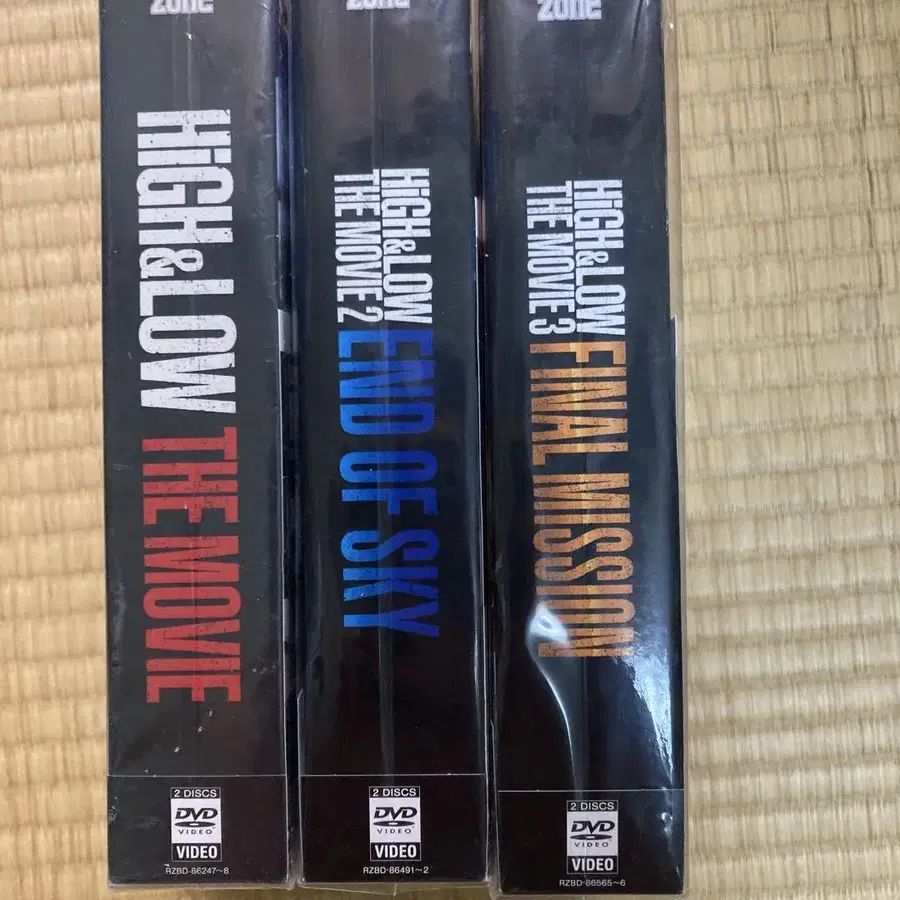 zone
HiGH&LOW THE MOVIE
2 DISCS
DVD
VIDEO
VIDEO
RZBD-86247~8
zone
HiGH&LOW
THE MOVIE 2
END OF SKY
2 DISCS
DVD
VIDEO
VIDEO
RZBD-86491~2
zone
HiGH&LOW
THE MOVIE 3
FINAL MISSION
2 DISCS
DVD
VIDEO
VIDEO
RZBD-86565~6